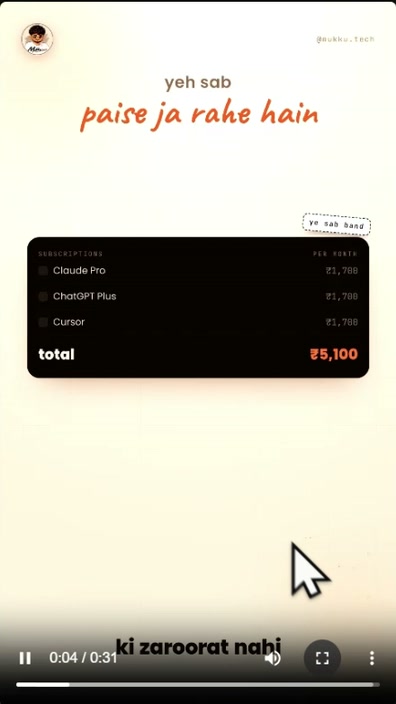 @mukku.tech
yeh sab
paise ja rahe hain
ye sab band
SUBSCRIPTIONS PER MONTH
Claude Pro ₹1,700
ChatGPT Plus ₹1,700
Cursor ₹1,700
total ₹5,100
ki zaroorat nahi
0:04 / 0:31